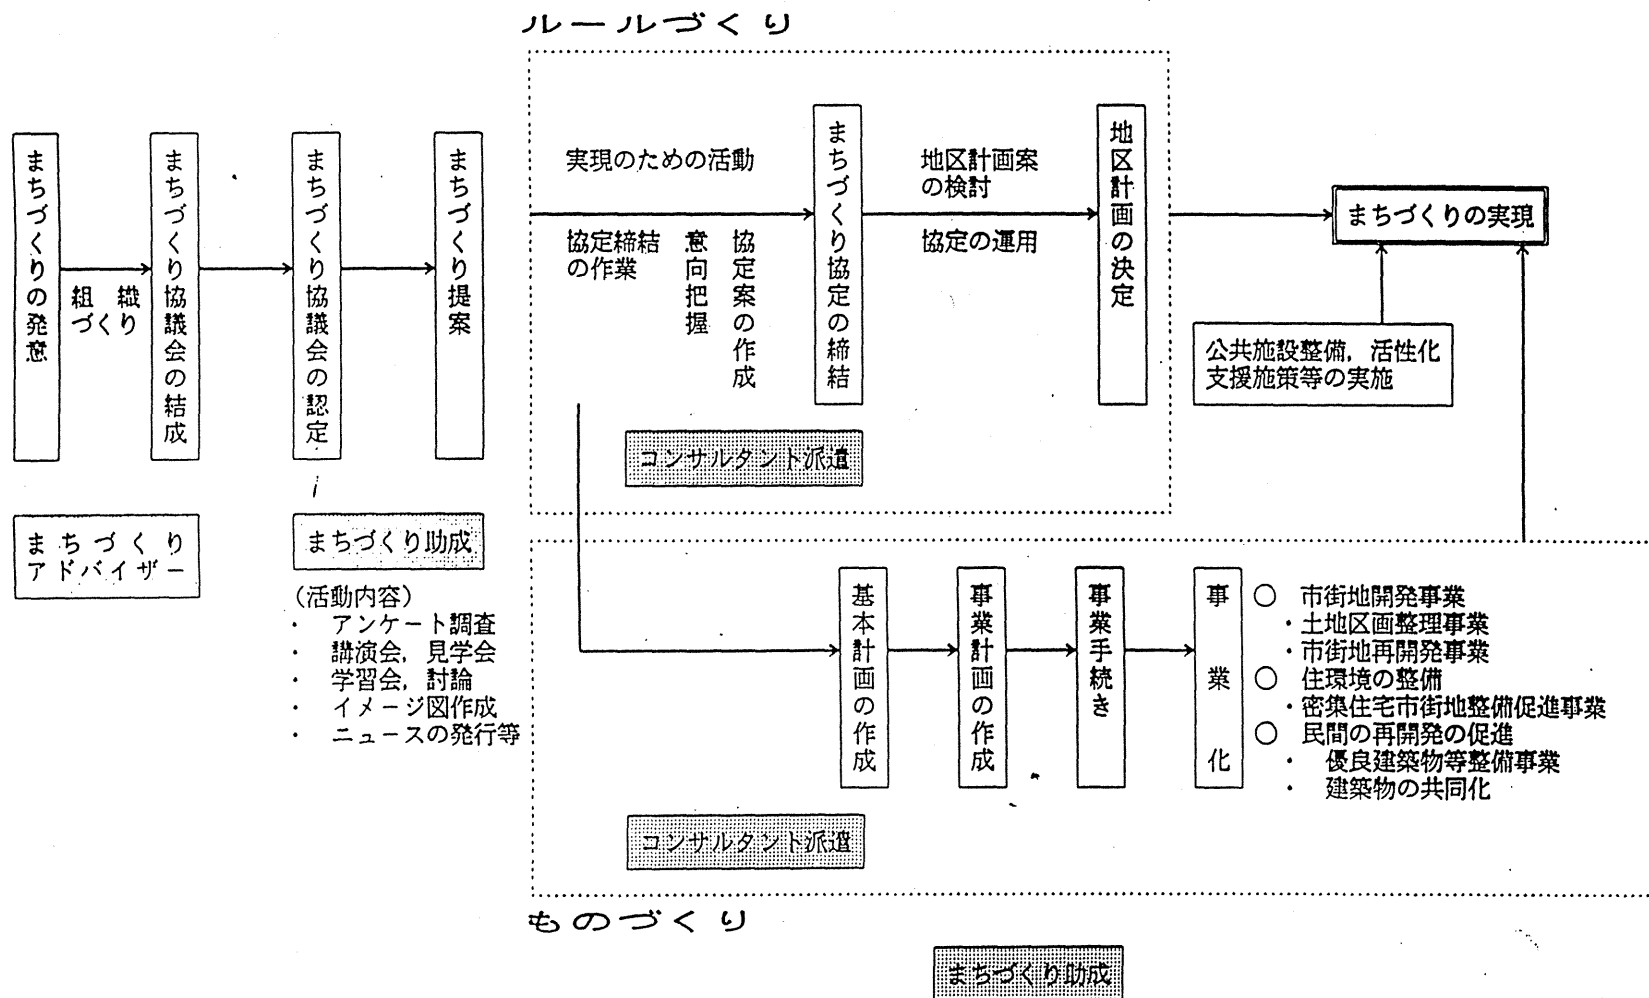 ルールづくり
まちづくりの発意
組 織
づくり
まちづくり協議会の結成
まちづくり協議会の認定
まちづくり提案
実現のための活動
協定締結
の作業
意向把握
協定案の作成
まちづくり協定の締結
地区計画案
の検討
協定の運用
地区計画の決定
まちづくりの実現
公共施設整備，活性化
支援施策等の実施
コンサルタント派遣
まちづくり
アドバイザー
まちづくり助成
（活動内容）
・ アンケート調査
・ 講演会，見学会
・ 学習会，討論
・ イメージ図作成
・ ニュースの発行等
基本計画の作成
事業計画の作成
事業手続き
事業化
○ 市街地開発事業
・土地区画整理事業
・市街地再開発事業
○ 住環境の整備
・密集住宅市街地整備促進事業
○ 民間の再開発の促進
・ 優良建築物等整備事業
・ 建築物の共同化
コンサルタント派遣
ものづくり
まちづくり助成